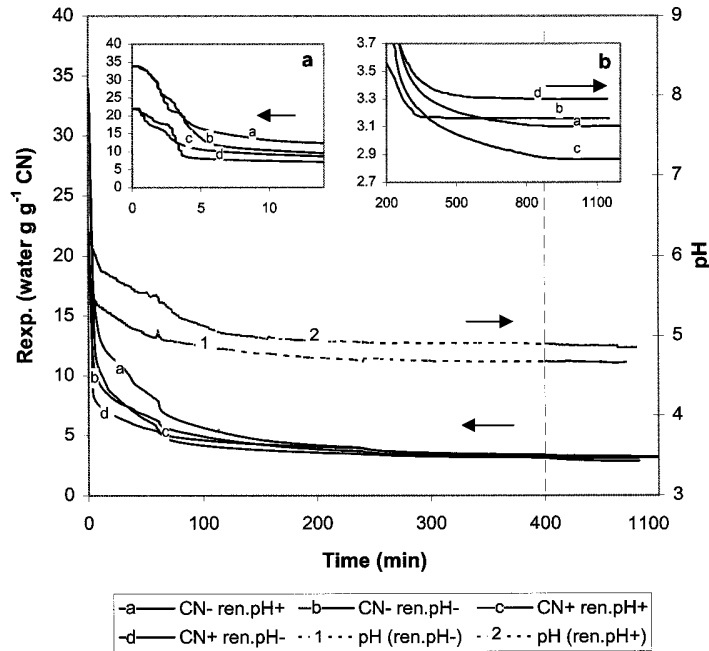 Rexp. (water g g⁻¹ CN)
40
35
30
25
20
15
10
5
0
a
40
35
30
25
20
15
10
5
0
a
b
c
d
0 5 10
b
3.7
3.5
3.3
3.1
2.9
2.7
d
b
a
c
200 500 800 1100
9
8
7
6
5
4
3
pH
2
1
a
b
c
d
0 100 200 300 400 1100
Time (min)
a CN- ren.pH+ b CN- ren.pH- c CN+ ren.pH+
d CN+ ren.pH- 1 pH (ren.pH-) 2 pH (ren.pH+)